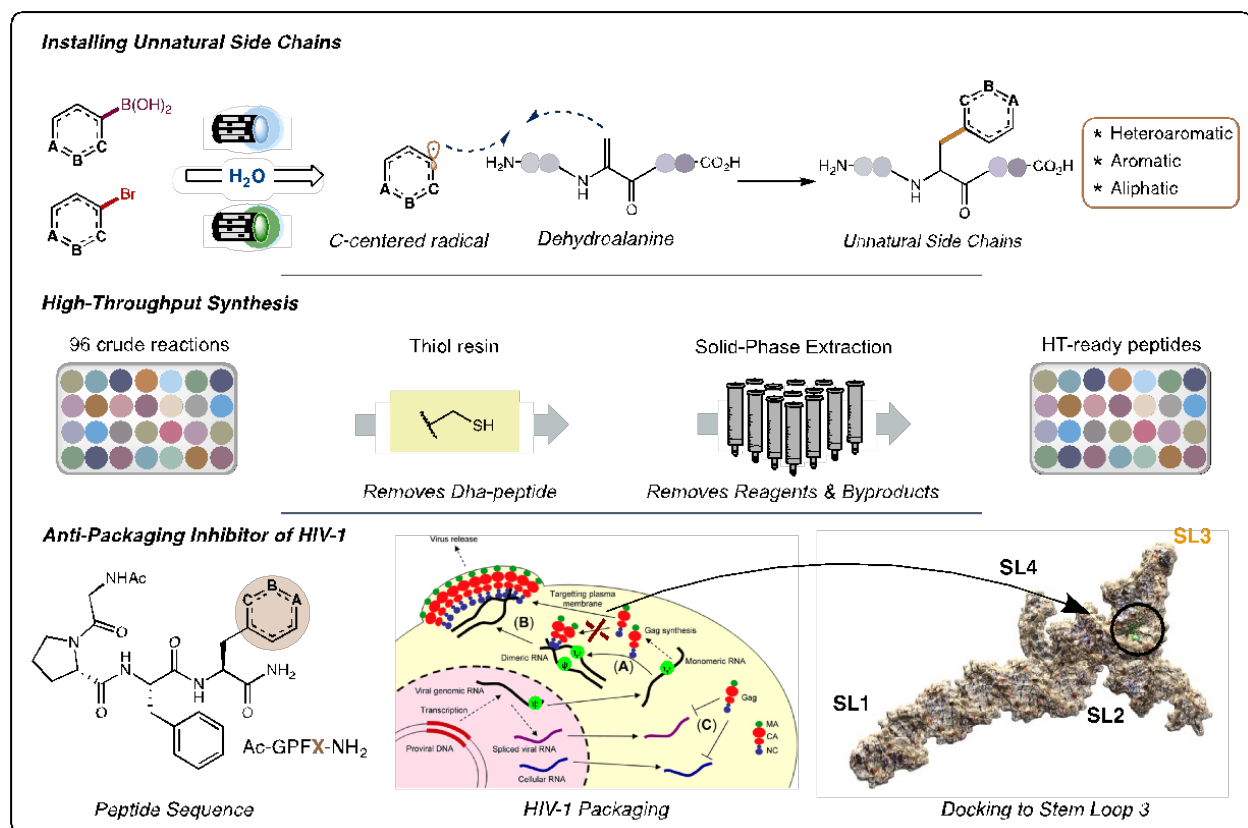 Installing Unnatural Side Chains
B(OH)2
A
B
C
Br
A
B
C
H2O
A
B
C
C-centered radical
H2N
N
H
O
CO2H
Dehydroalanine
H2N
N
H
O
CO2H
C
B
A
Unnatural Side Chains
* Heteroaromatic
* Aromatic
* Aliphatic
High-Throughput Synthesis
96 crude reactions
Thiol resin
Solid-Phase Extraction
HT-ready peptides
SH
Removes Dha-peptide
Removes Reagents & Byproducts
Anti-Packaging Inhibitor of HIV-1
NHAc
O
N
O
H
N
O
N
H
O
NH2
C
B
A
Ac-GPFX-NH2
Peptide Sequence
Virus release
Targetting plasma
membrane
(B)
Gag synthesis
Dimeric RNA
(A)
Monomeric RNA
Ψ
Viral genomic RNA
Ψ
Transcription
Proviral DNA
Spliced viral RNA
Cellular RNA
(C)
Gag
MA
CA
NC
HIV-1 Packaging
SL3
SL4
SL1
SL2
Docking to Stem Loop 3